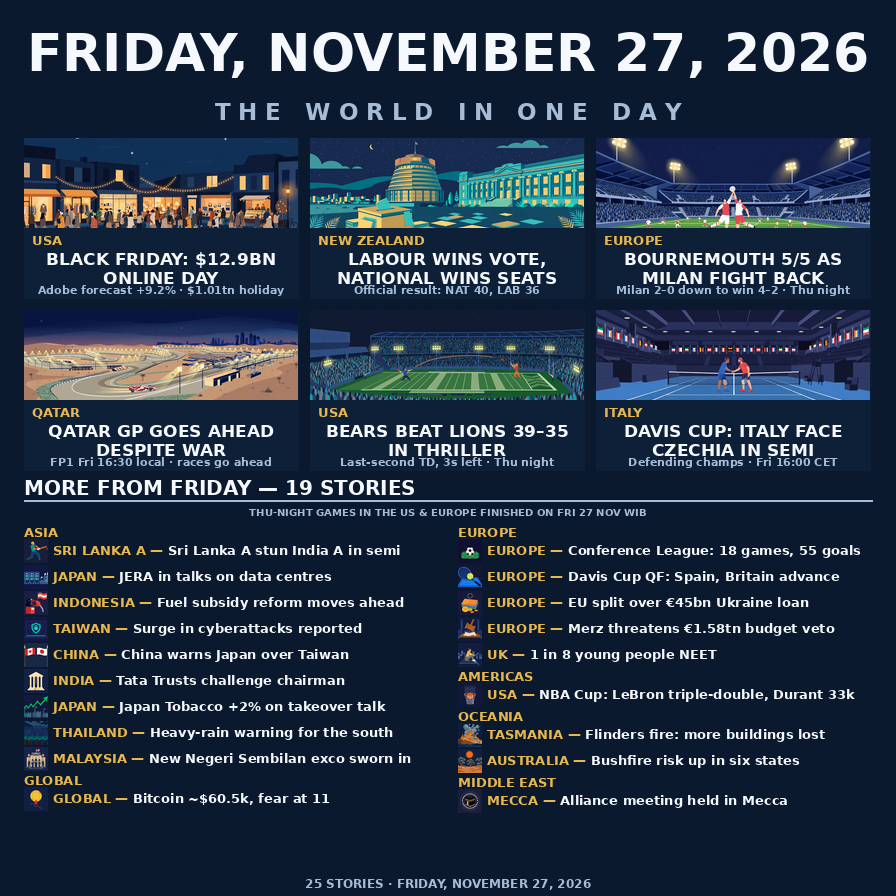 FRIDAY, NOVEMBER 27, 2026
THE WORLD IN ONE DAY
USA
BLACK FRIDAY: $12.9BN
ONLINE DAY
Adobe forecast +9.2% · $1.01tn holiday
NEW ZEALAND
LABOUR WINS VOTE,
NATIONAL WINS SEATS
Official result: NAT 40, LAB 36
EUROPE
BOURNEMOUTH 5/5 AS
MILAN FIGHT BACK
Milan 2–0 down to win 4–2 · Thu night
QATAR
QATAR GP GOES AHEAD
DESPITE WAR
FP1 Fri 16:30 local · races go ahead
USA
BEARS BEAT LIONS 39–35
IN THRILLER
Last-second TD, 3s left · Thu night
ITALY
DAVIS CUP: ITALY FACE
CZECHIA IN SEMI
Defending champs · Fri 16:00 CET
MORE FROM FRIDAY — 19 STORIES
THU-NIGHT GAMES IN THE US & EUROPE FINISHED ON FRI 27 NOV WIB
ASIA
SRI LANKA A — Sri Lanka A stun India A in semi
JAPAN — JERA in talks on data centres
INDONESIA — Fuel subsidy reform moves ahead
TAIWAN — Surge in cyberattacks reported
CHINA — China warns Japan over Taiwan
INDIA — Tata Trusts challenge chairman
JAPAN — Japan Tobacco +2% on takeover talk
THAILAND — Heavy-rain warning for the south
MALAYSIA — New Negeri Sembilan exco sworn in
GLOBAL
GLOBAL — Bitcoin ~$60.5k, fear at 11
EUROPE
EUROPE — Conference League: 18 games, 55 goals
EUROPE — Davis Cup QF: Spain, Britain advance
EUROPE — EU split over €45bn Ukraine loan
EUROPE — Merz threatens €1.58tn budget veto
UK — 1 in 8 young people NEET
AMERICAS
USA — NBA Cup: LeBron triple-double, Durant 33k
OCEANIA
TASMANIA — Flinders fire: more buildings lost
AUSTRALIA — Bushfire risk up in six states
MIDDLE EAST
MECCA — Alliance meeting held in Mecca
25 STORIES · FRIDAY, NOVEMBER 27, 2026